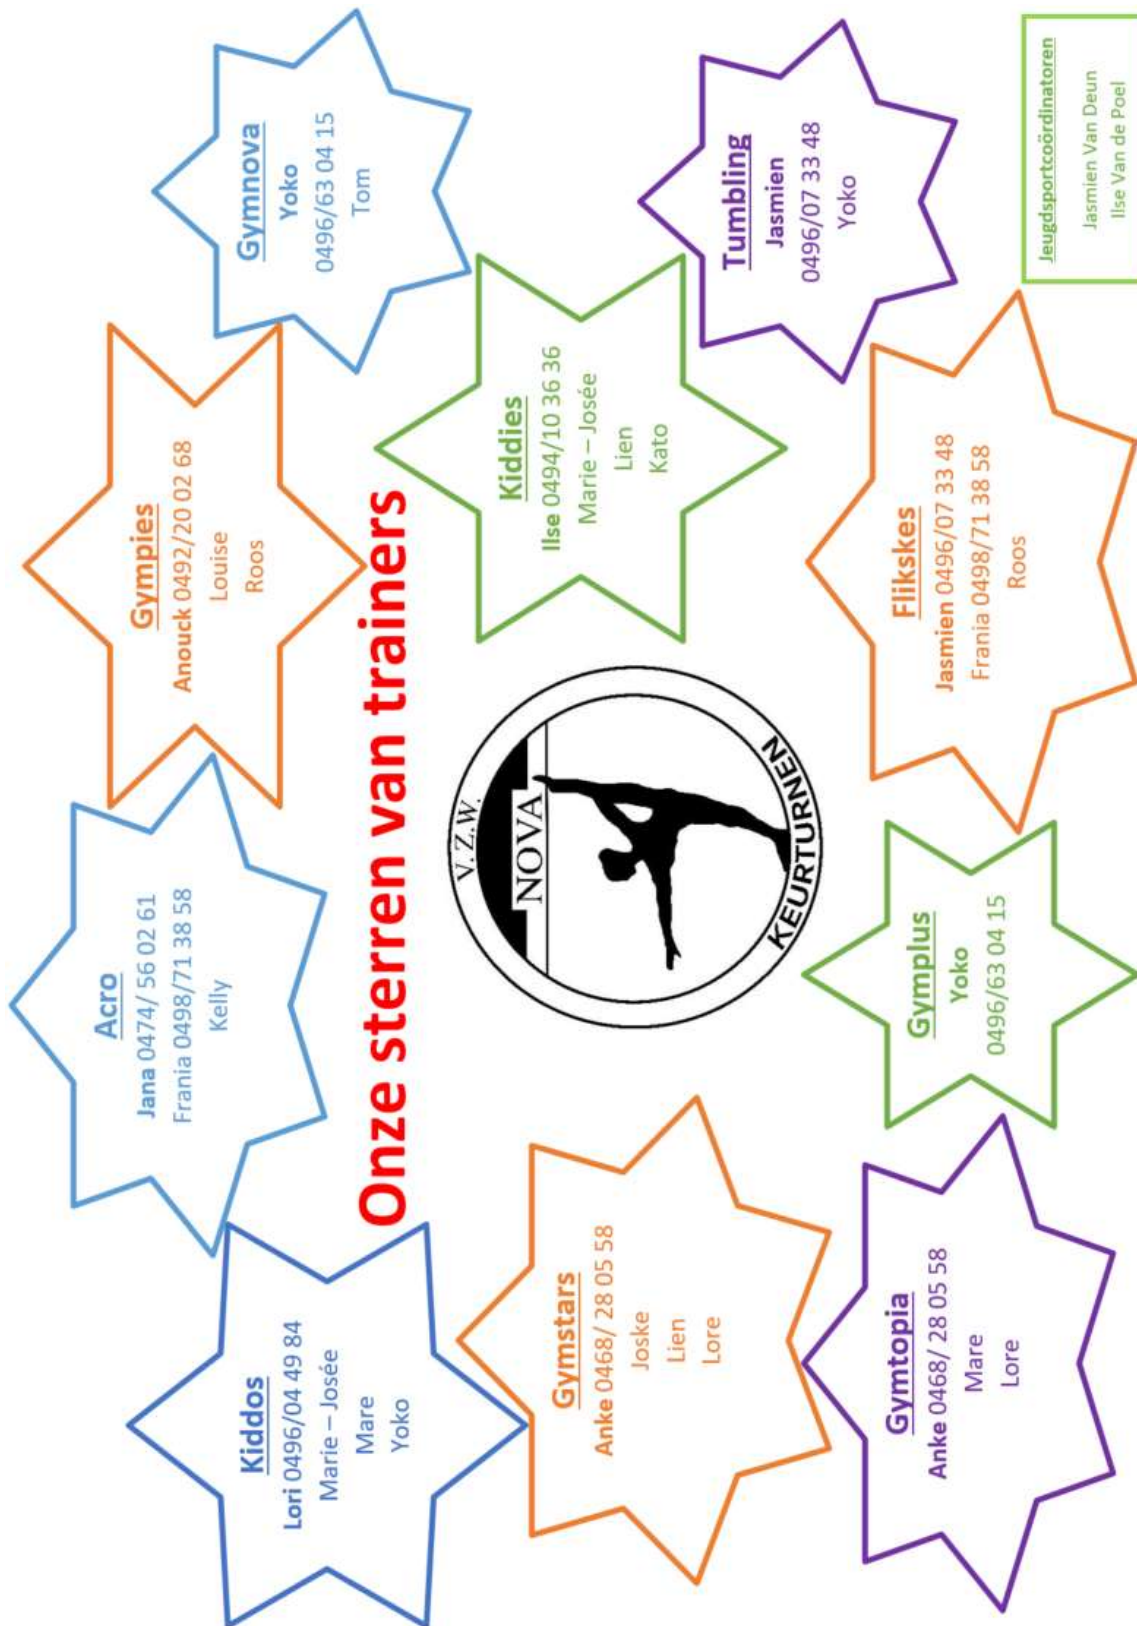 Kiddos
Lori 0496/04 49 84
Marie – Josée
Mare
Yoko
Acro
Jana 0474/ 56 02 61
Frania 0498/71 38 58
Kelly
Gympies
Anouck 0492/20 02 68
Louise
Roos
Gymnova
Yoko
0496/63 04 15
Tom
Onze sterren van trainers
Gymstars
Anke 0468/ 28 05 58
Joske
Lien
Lore
V.Z.W.
NOVA
KEURTURNEN
Kiddies
Ilse 0494/10 36 36
Marie – Josée
Lien
Kato
Tumbling
Jasmien
0496/07 33 48
Yoko
Gymtopia
Anke 0468/ 28 05 58
Mare
Lore
Gymplus
Yoko
0496/63 04 15
Flikskes
Jasmien 0496/07 33 48
Frania 0498/71 38 58
Roos
Jeugdsportcoördinatoren
Jasmien Van Deun
Ilse Van de Poel